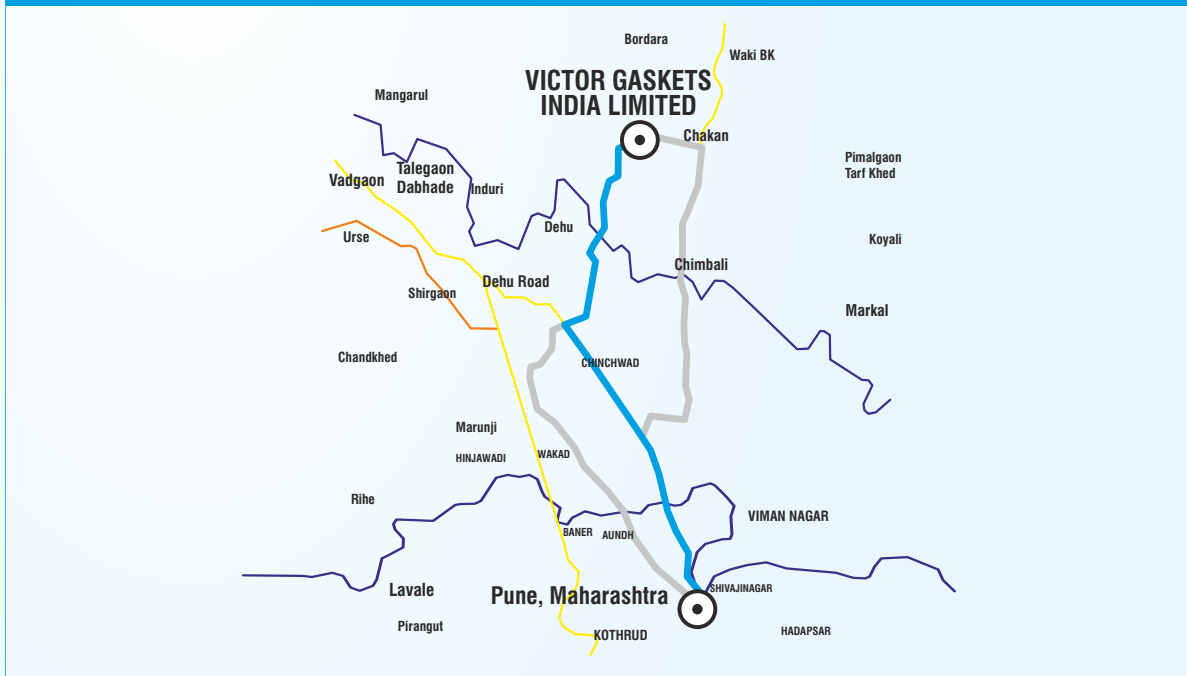 Bordara
Waki BK
VICTOR GASKETS
INDIA LIMITED
Mangarul
Chakan
Pimalgaon
Tarf Khed
Talegaon
Dabhade
Vadgaon
Induri
Dehu
Urse
Koyali
Chimbali
Dehu Road
Shirgaon
Markal
Chandkhed
CHINCHWAD
Marunji
HINJAWADI
WAKAD
Rihe
VIMAN NAGAR
BANER
AUNDH
Lavale
Pune, Maharashtra
SHIVAJINAGAR
Pirangut
KOTHRUD
HADAPSAR